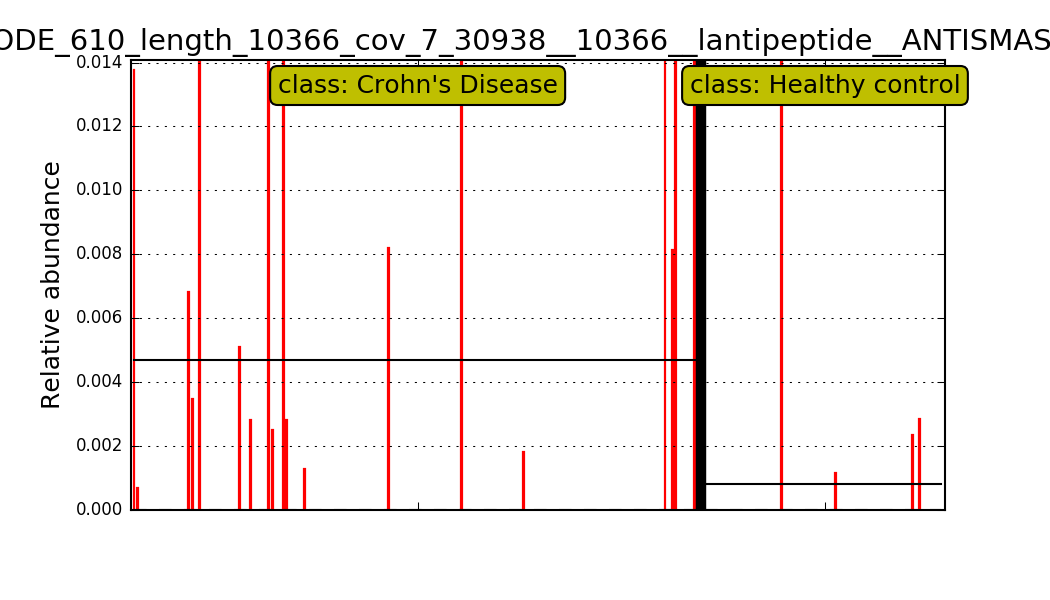 ODE_610_length_10366_cov_7_30938__10366__lantipeptide__ANTISMAS
class: Crohn's Disease
class: Healthy control
Relative abundance
0.014
0.012
0.010
0.008
0.006
0.004
0.002
0.000